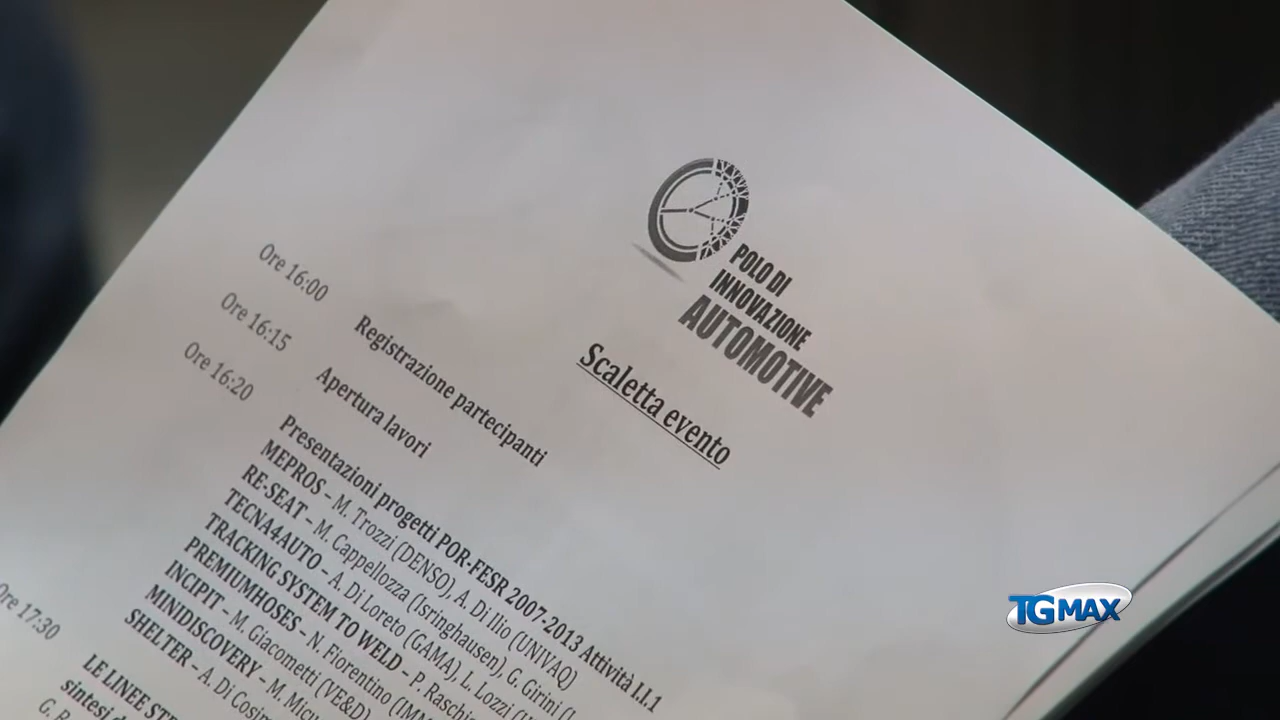 POLO DI
INNOVAZIONE
AUTOMOTIVE
Scaletta evento
Ore 16:00 Registrazione partecipanti
Ore 16:15 Apertura lavori
Ore 16:20 Presentazioni progetti POR-FESR 2007-2013 Attività I.1.1
MEPROS – M. Trozzi (DENSO), A. Di Ilio (UNIVAQ)
RE-SEAT – M. Cappellozza (Isringhausen), G. Girini
TECNA4AUTO – A. Di Loreto (GAMA), L. Lozzi
TRACKING SYSTEM TO WELD – P.
PREMIUMHOSES – N. Fiorentino
INCIPIT – M. Giacometti (VE&D)
MINIDISCOVERY – M.
SHELTER – A. Di
Ore 17:30 LE LINEE
sintesi
G.
TGMAX